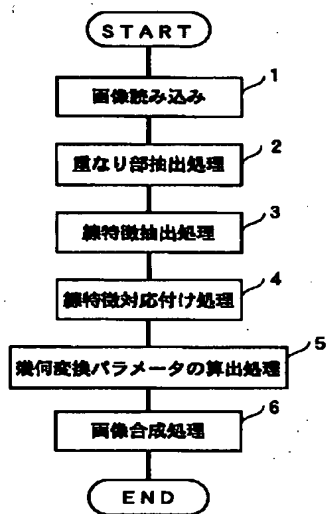 START
1
画像読み込み
2
重なり部抽出処理
3
線特徴抽出処理
4
線特徴対応付け処理
5
幾何変換パラメータの算出処理
6
画像合成処理
END